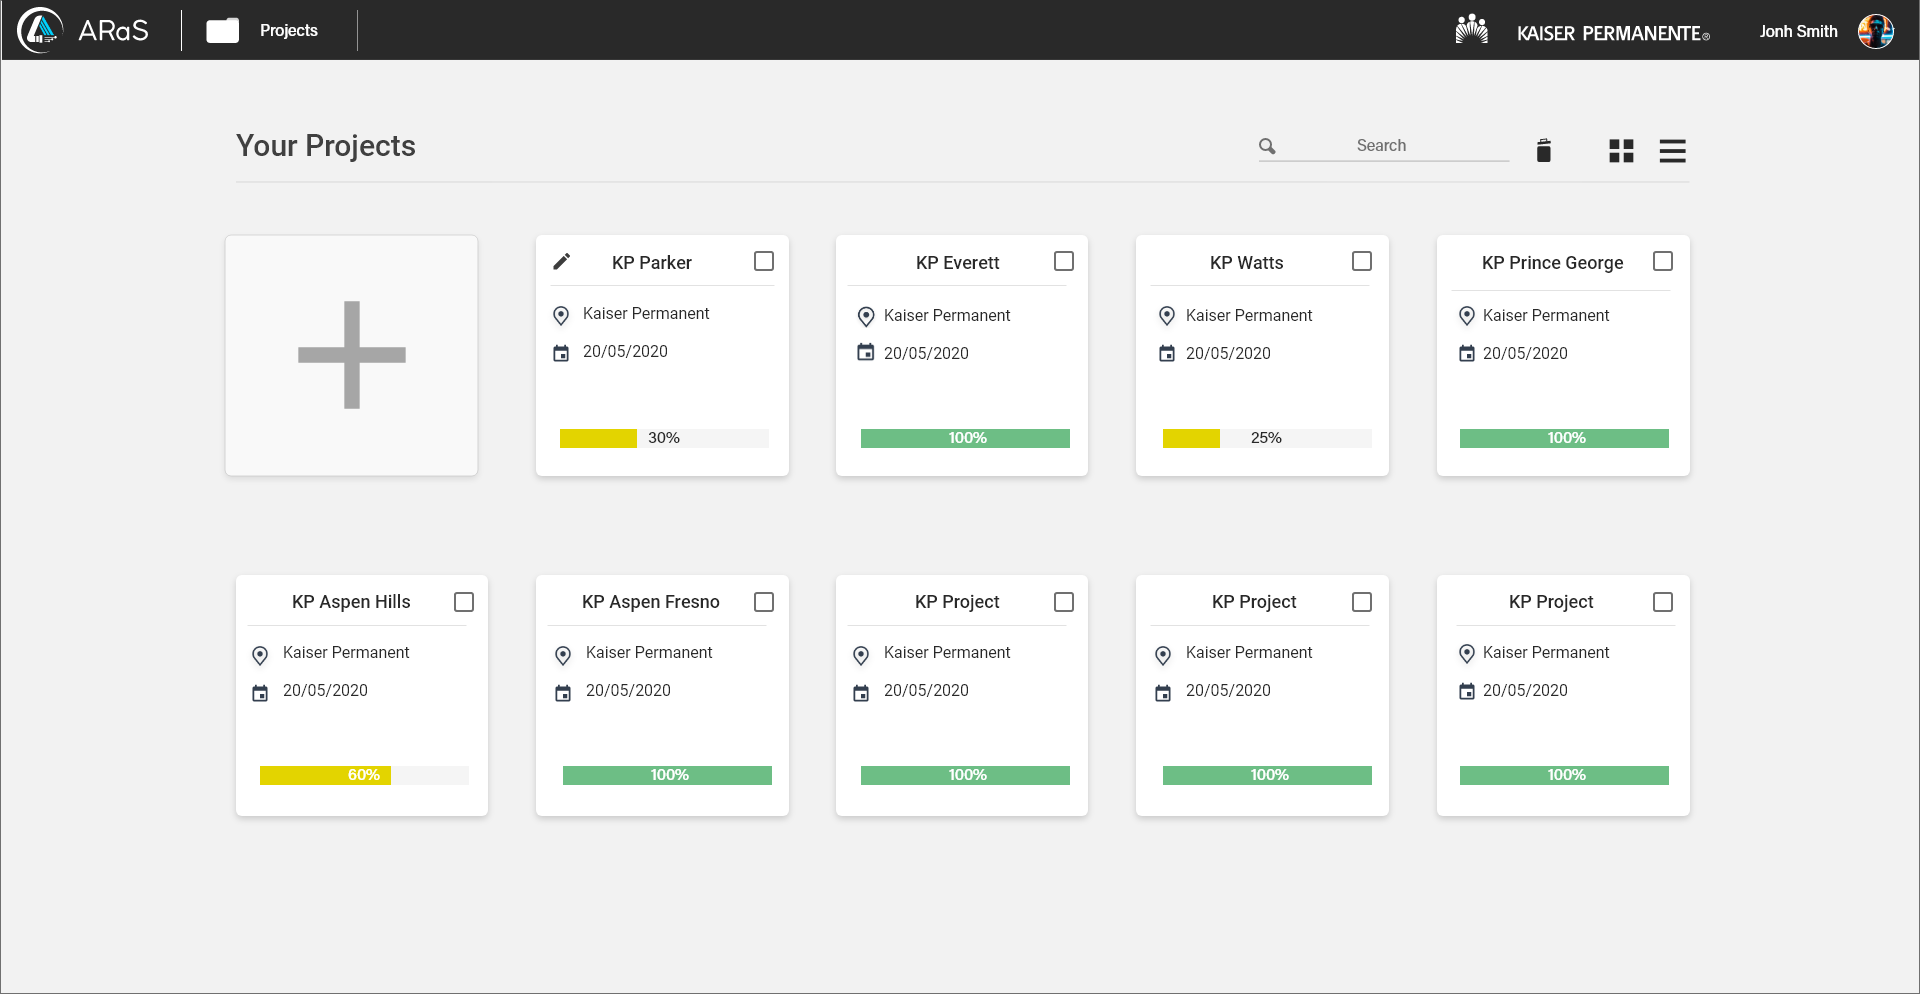 ARaS
Projects
KAISER PERMANENTE®
Jonh Smith
Your Projects
Search
KP Parker
Kaiser Permanent
20/05/2020
30%
KP Everett
Kaiser Permanent
20/05/2020
100%
KP Watts
Kaiser Permanent
20/05/2020
25%
KP Prince George
Kaiser Permanent
20/05/2020
100%
KP Aspen Hills
Kaiser Permanent
20/05/2020
60%
KP Aspen Fresno
Kaiser Permanent
20/05/2020
100%
KP Project
Kaiser Permanent
20/05/2020
100%
KP Project
Kaiser Permanent
20/05/2020
100%
KP Project
Kaiser Permanent
20/05/2020
100%